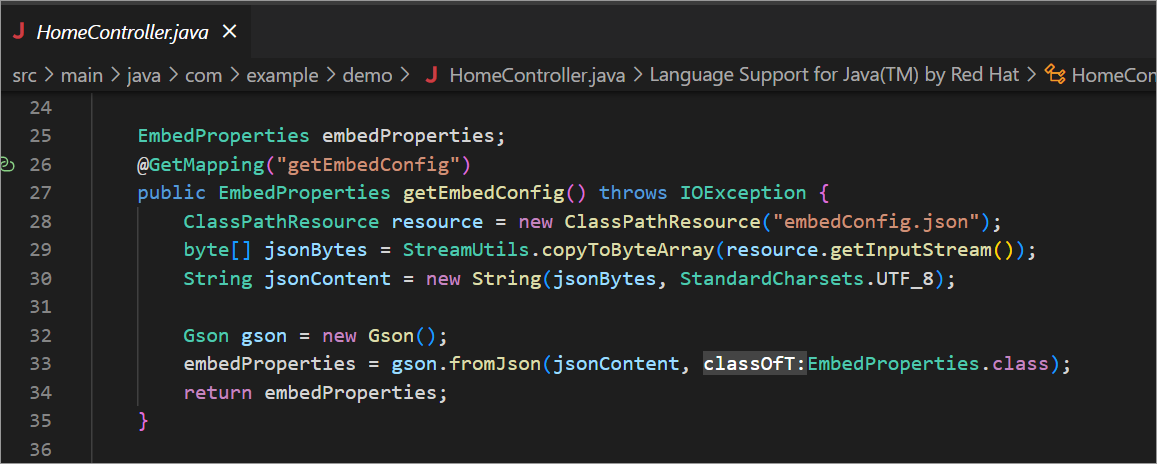 J HomeController.java ×
src > main > java > com > example > demo > J HomeController.java > Language Support for Java(TM) by Red Hat > HomeCon
24
25 EmbedProperties embedProperties;
26 @GetMapping("getEmbedConfig")
27 public EmbedProperties getEmbedConfig() throws IOException {
28 ClassPathResource resource = new ClassPathResource("embedConfig.json");
29 byte[] jsonBytes = StreamUtils.copyToByteArray(resource.getInputStream());
30 String jsonContent = new String(jsonBytes, StandardCharsets.UTF_8);
31
32 Gson gson = new Gson();
33 embedProperties = gson.fromJson(jsonContent, classOfT:EmbedProperties.class);
34 return embedProperties;
35 }
36